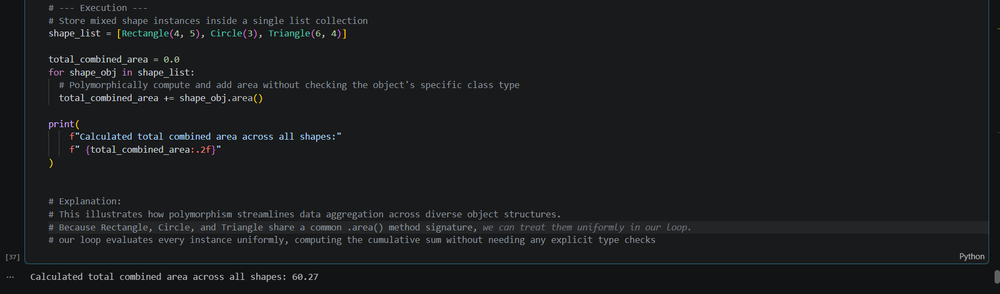 # --- Execution ---
# Store mixed shape instances inside a single list collection
shape_list = [Rectangle(4, 5), Circle(3), Triangle(6, 4)]
total_combined_area = 0.0
for shape_obj in shape_list:
# Polymorphically compute and add area without checking the object's specific class type
total_combined_area += shape_obj.area()
print(
f"Calculated total combined area across all shapes:"
f" {total_combined_area:.2f}"
)
# Explanation:
# This illustrates how polymorphism streamlines data aggregation across diverse object structures.
# Because Rectangle, Circle, and Triangle share a common .area() method signature, we can treat them uniformly in our loop.
# our loop evaluates every instance uniformly, computing the cumulative sum without needing any explicit type checks
[37]
Python
... Calculated total combined area across all shapes: 60.27